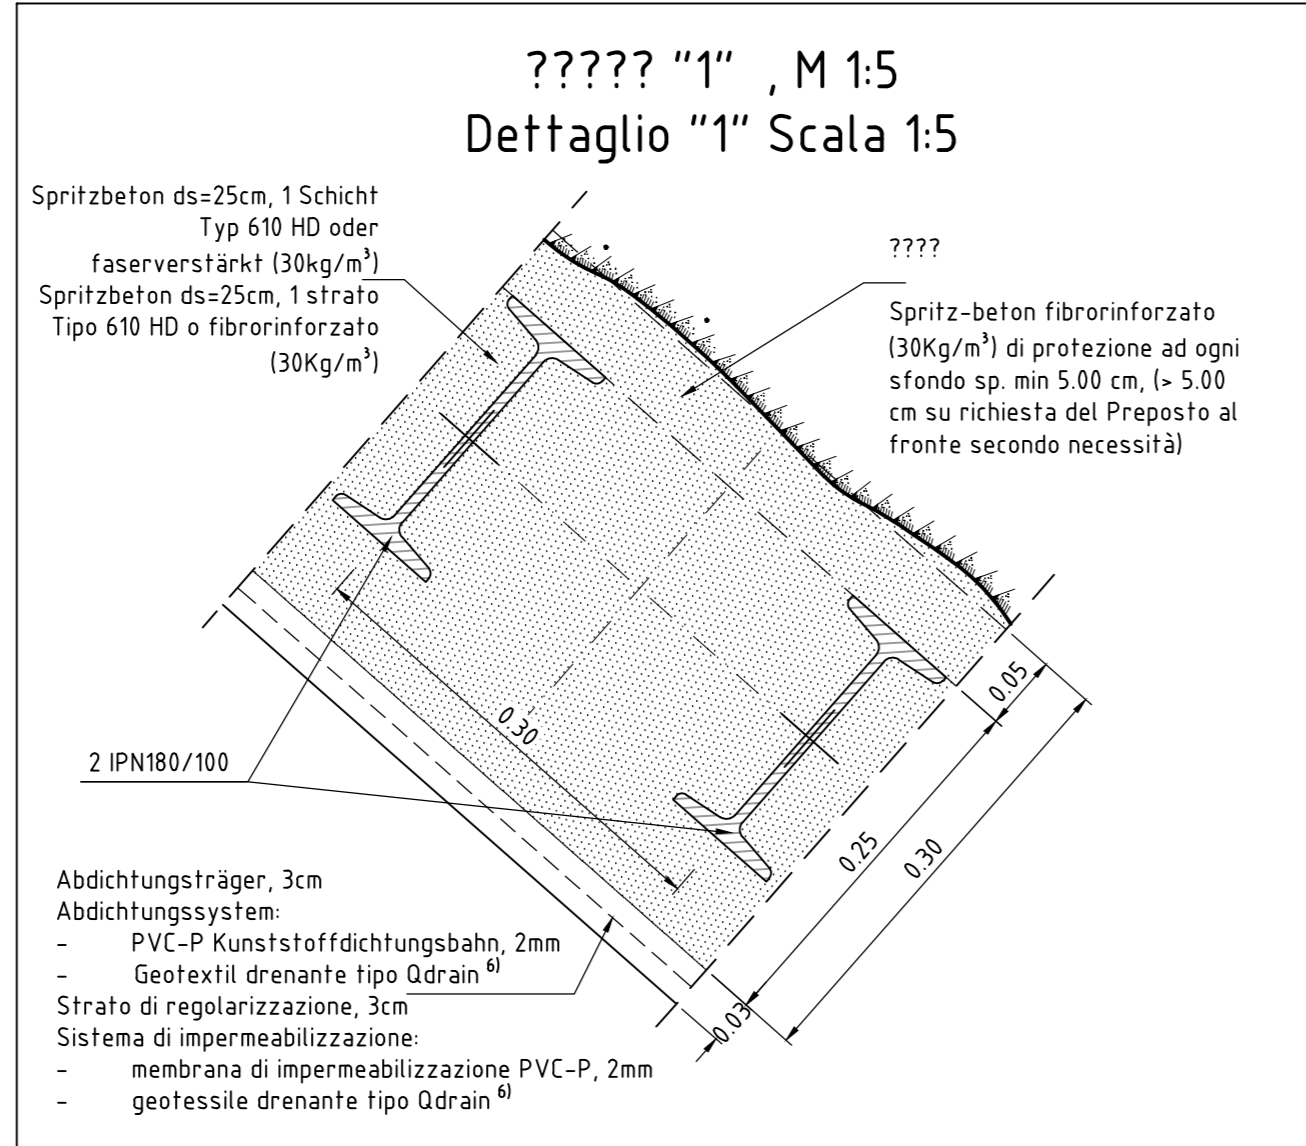 ????? "1" , M 1:5
Dettaglio "1" Scala 1:5
Spritzbeton ds=25cm, 1 Schicht
Typ 610 HD oder
faserverstärkt (30kg/m³)
Spritzbeton ds=25cm, 1 strato
Tipo 610 HD o fibrorinforzato
(30Kg/m³)
????
Spritz-beton fibrorinforzato
(30Kg/m³) di protezione ad ogni
sfondo sp. min 5.00 cm, (> 5.00
cm su richiesta del Preposto al
fronte secondo necessità)
0.30
0.05
0.25
0.30
0.03
2 IPN180/100
Abdichtungsträger, 3cm
Abdichtungssystem:
- PVC-P Kunststoffdichtungsbahn, 2mm
- Geotextil drenante tipo Qdrain ⁶⁾
Strato di regolarizzazione, 3cm
Sistema di impermeabilizzazione:
- membrana di impermeabilizzazione PVC-P, 2mm
- geotessile drenante tipo Qdrain ⁶⁾